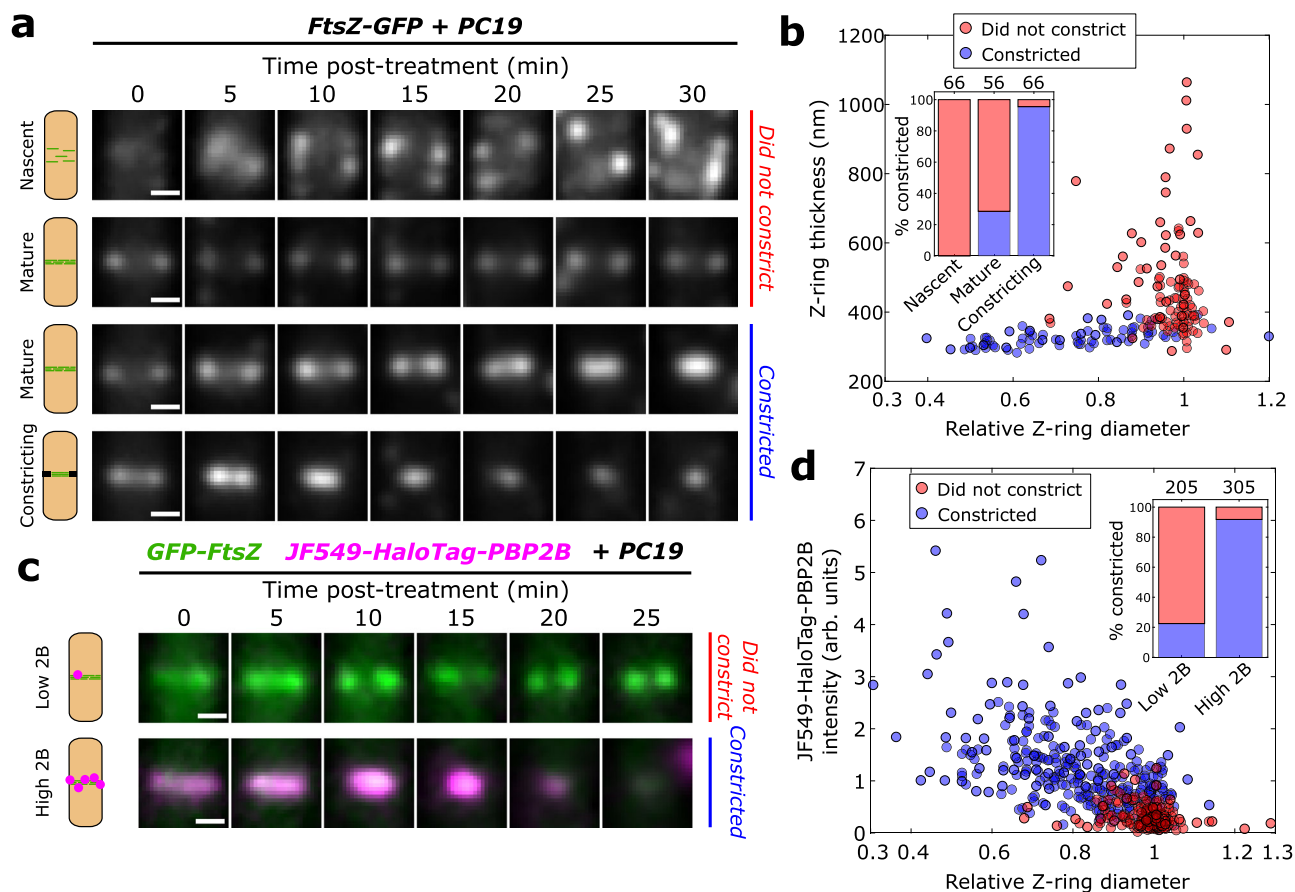 a
FtsZ-GFP + PC19
Time post-treatment (min)
0 5 10 15 20 25 30
Nascent
Mature
Did not constrict
Mature
Constricting
Constricted
b
Did not constrict
Constricted
Z-ring thickness (nm)
1200
1000
800
600
400
200
0.3 0.4 0.6 0.8 1 1.2
Relative Z-ring diameter
66 56 66
% constricted
100
80
60
40
20
0
Nascent
Mature
Constricting
c
GFP-FtsZ JF549-HaloTag-PBP2B + PC19
Time post-treatment (min)
0 5 10 15 20 25
Low 2B
Did not
constrict
High 2B
Constricted
d
Did not constrict
Constricted
JF549-HaloTag-PBP2B
intensity (arb. units)
7
6
5
4
3
2
1
0
0.3 0.4 0.6 0.8 1 1.2 1.3
Relative Z-ring diameter
205 305
% constricted
100
80
60
40
20
0
Low 2B
High 2B